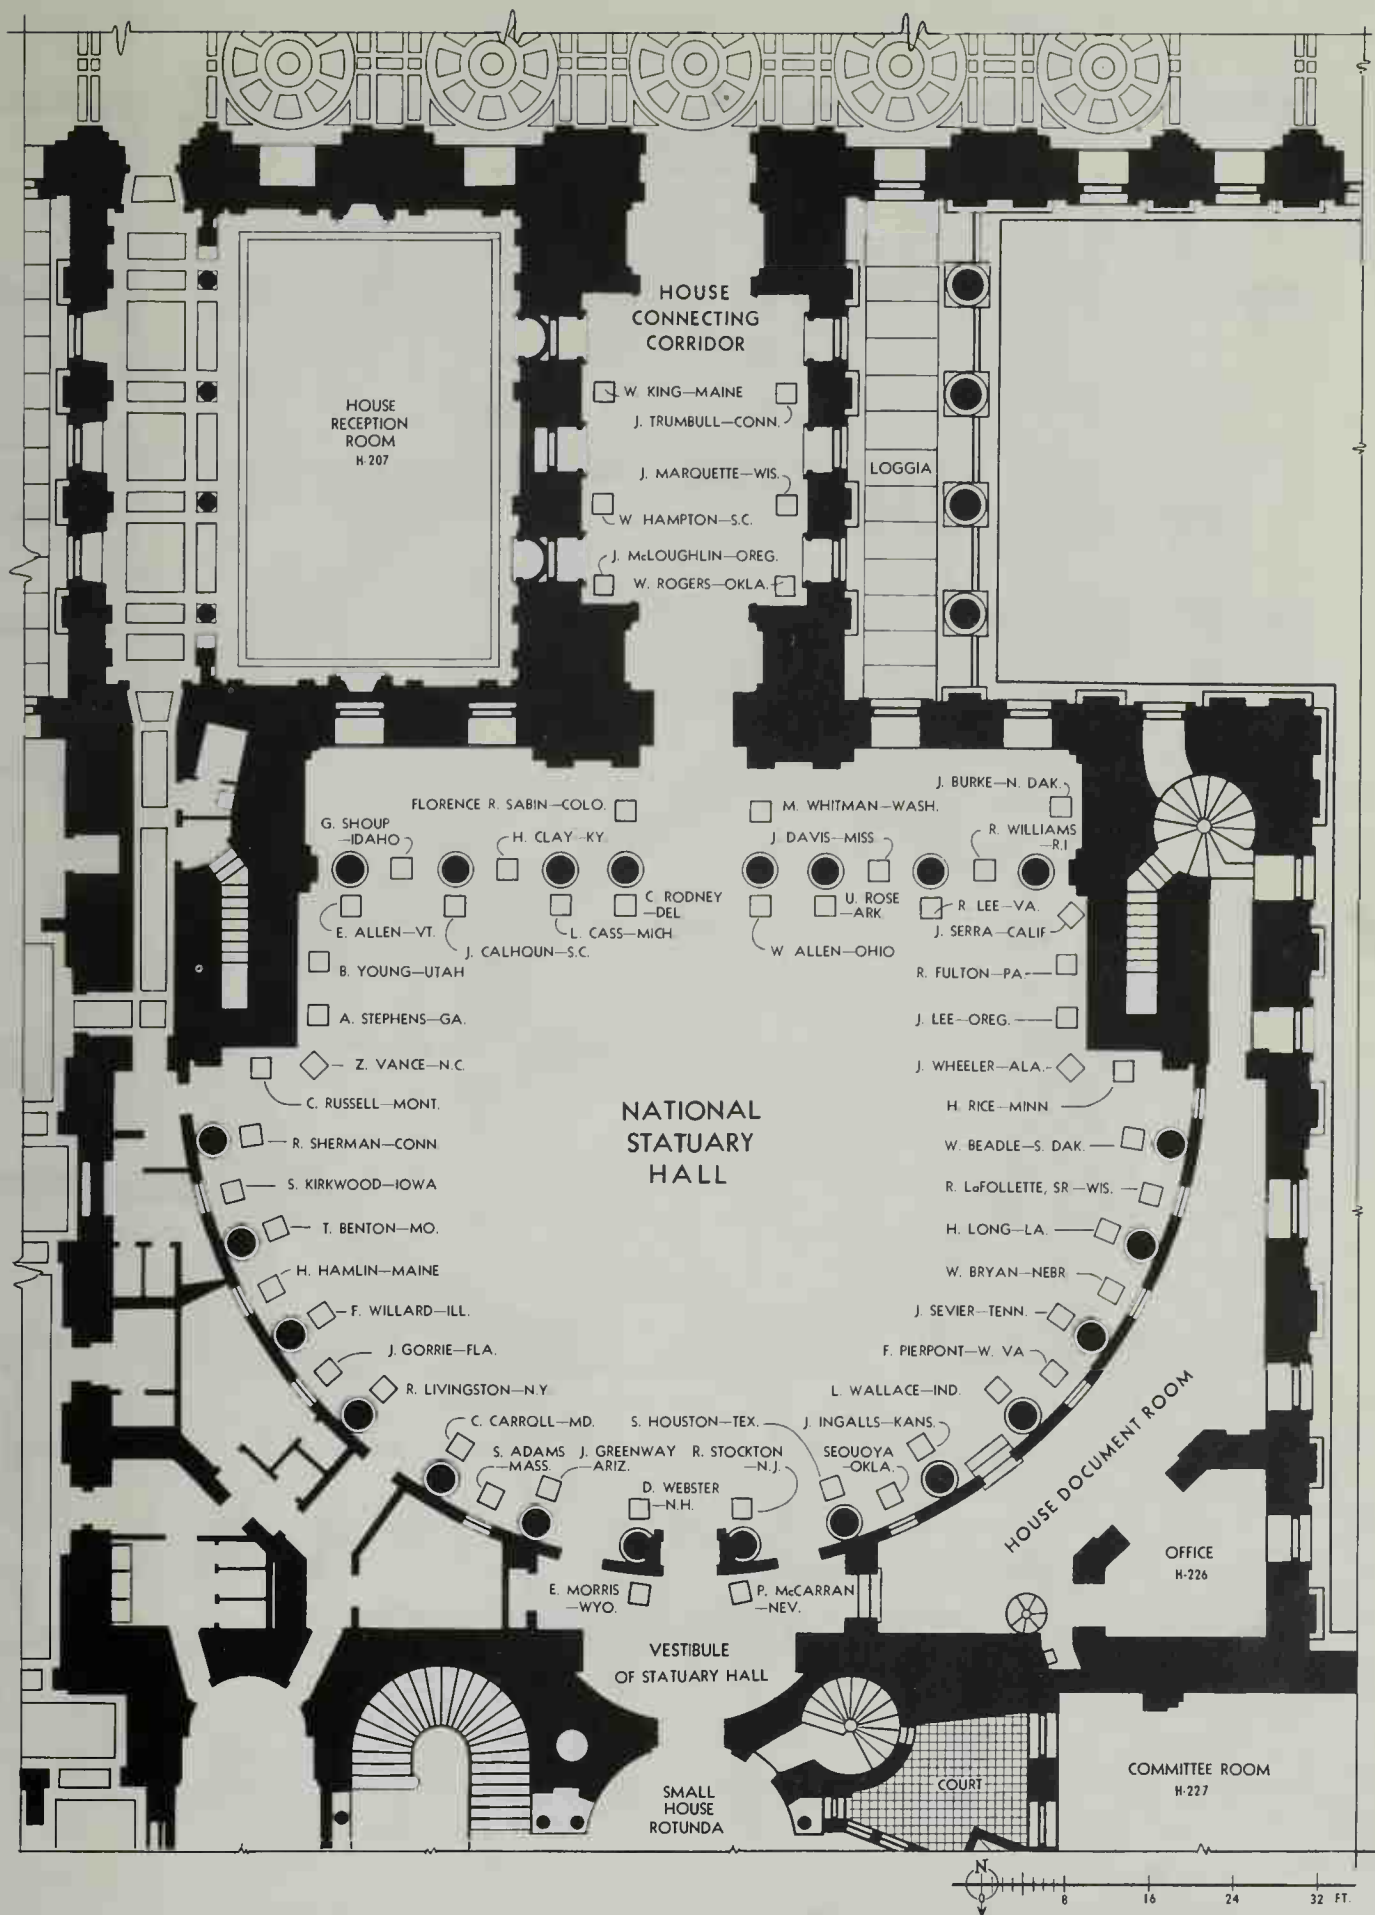 HOUSE
CONNECTING
CORRIDOR
W. KING—MAINE
J. TRUMBULL—CONN.
HOUSE
RECEPTION
ROOM
H-207
LOGGIA
J. MARQUETTE—WIS.
W HAMPTON—S.C.
J. McLOUGHLIN—OREG.
W. ROGERS—OKLA.
J. BURKE—N. DAK.
FLORENCE R. SABIN—COLO.
M. WHITMAN—WASH.
G. SHOUP
—IDAHO
H. CLAY—KY
J. DAVIS—MISS
R. WILLIAMS
—R.I
C RODNEY
—DEL
U. ROSE
—ARK
R. LEE—VA.
E. ALLEN—VT.
L. CASS—MICH
J. SERRA—CALIF
J. CALHOUN—S.C.
W ALLEN—OHIO
B. YOUNG—UTAH
R. FULTON—PA.
A. STEPHENS—GA.
J. LEE—OREG.
Z. VANCE—N.C.
J. WHEELER—ALA.
C. RUSSELL—MONT.
H. RICE—MINN
NATIONAL
STATUARY
HALL
R. SHERMAN—CONN
W. BEADLE—S. DAK.
S. KIRKWOOD—IOWA
R. LaFOLLETTE, SR—WIS.
T. BENTON—MO.
H. LONG—LA.
H. HAMLIN—MAINE
W. BRYAN—NEBR
F. WILLARD—ILL.
J. SEVIER—TENN.
J. GORRIE—FLA.
F. PIERPONT—W. VA
R. LIVINGSTON—N.Y
L. WALLACE—IND.
C. CARROLL—MD.
S. HOUSTON—TEX.
J. INGALLS—KANS.
S. ADAMS
—MASS.
J. GREENWAY
—ARIZ.
R. STOCKTON
—N.J.
SEQUOYA
—OKLA.
D. WEBSTER
—N.H.
HOUSE DOCUMENT ROOM
OFFICE
H-226
E. MORRIS
—WYO.
P. McCARRAN
—NEV.
VESTIBULE
OF STATUARY HALL
SMALL
HOUSE
ROTUNDA
COURT
COMMITTEE ROOM
H-227
N
0 8 16 24 32 FT.